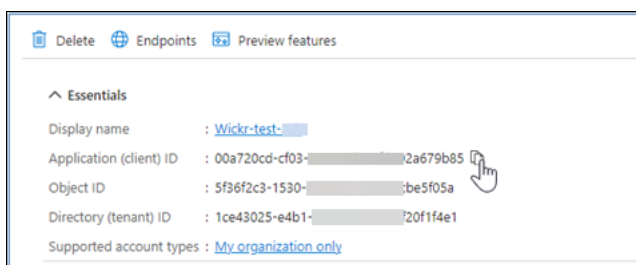 Delete Endpoints Preview features
Essentials
Display name : Wickr-test-
Application (client) ID : 00a720cd-cf03- 2a679b85
Object ID : 5f36f2c3-1530- be5f05a
Directory (tenant) ID : 1ce43025-e4b1- 20f1f4e1
Supported account types : My organization only